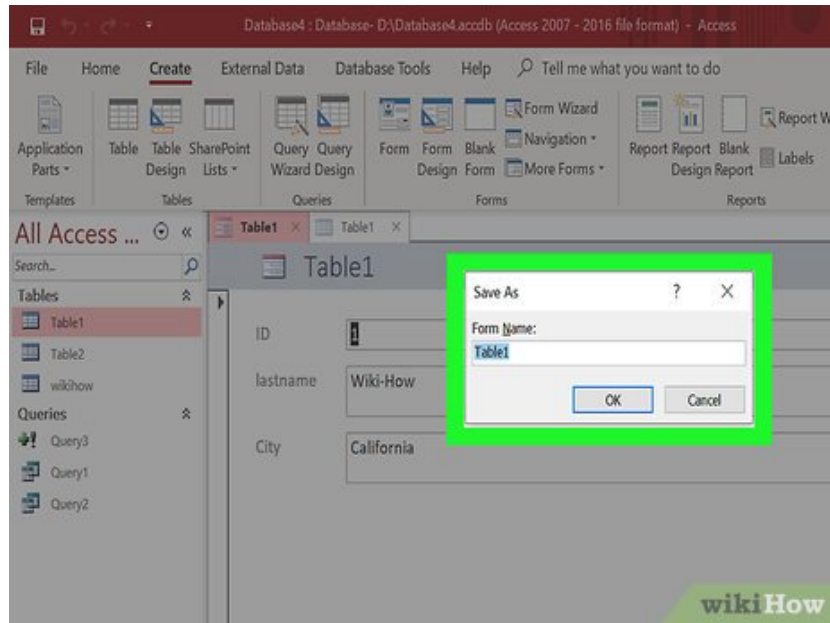 Database4 : Database- D:\Database4.accdb (Access 2007 - 2016 file format) - Access
File Home Create External Data Database Tools Help Tell me what you want to do
Application Parts
Table
Table Design
SharePoint Lists
Query Wizard
Query Design
Form
Form Design
Blank Form
Form Wizard
Navigation
More Forms
Report
Report Design
Blank Report
Report W
Labels
Templates Tables Queries Forms Reports
All Access ...
Search...
Tables
Table1
Table2
wikihow
Queries
Query3
Query1
Query2
Table1 Table1
Table1
ID 1
lastname Wiki-How
City California
Save As ?
Form Name:
Table1
OK Cancel
wikiHow